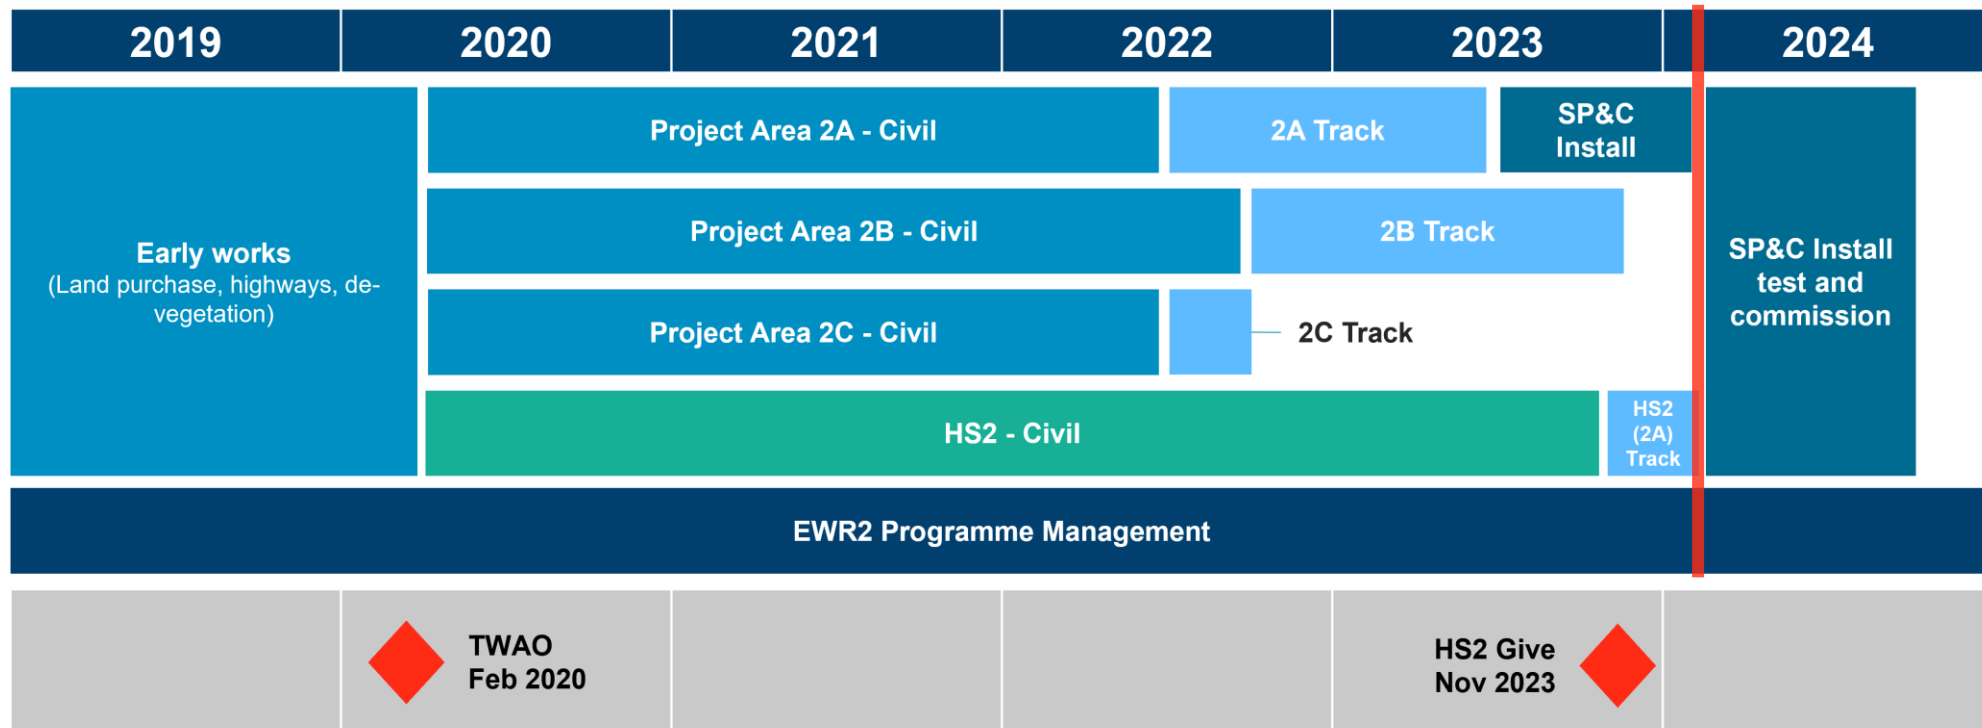 2019
2020
2021
2022
2023
2024
Early works
(Land purchase, highways, de-
vegetation)
Project Area 2A - Civil
2A Track
SP&C
Install
Project Area 2B - Civil
2B Track
Project Area 2C - Civil
2C Track
HS2 - Civil
HS2
(2A)
Track
SP&C Install
test and
commission
EWR2 Programme Management
TWAO
Feb 2020
HS2 Give
Nov 2023